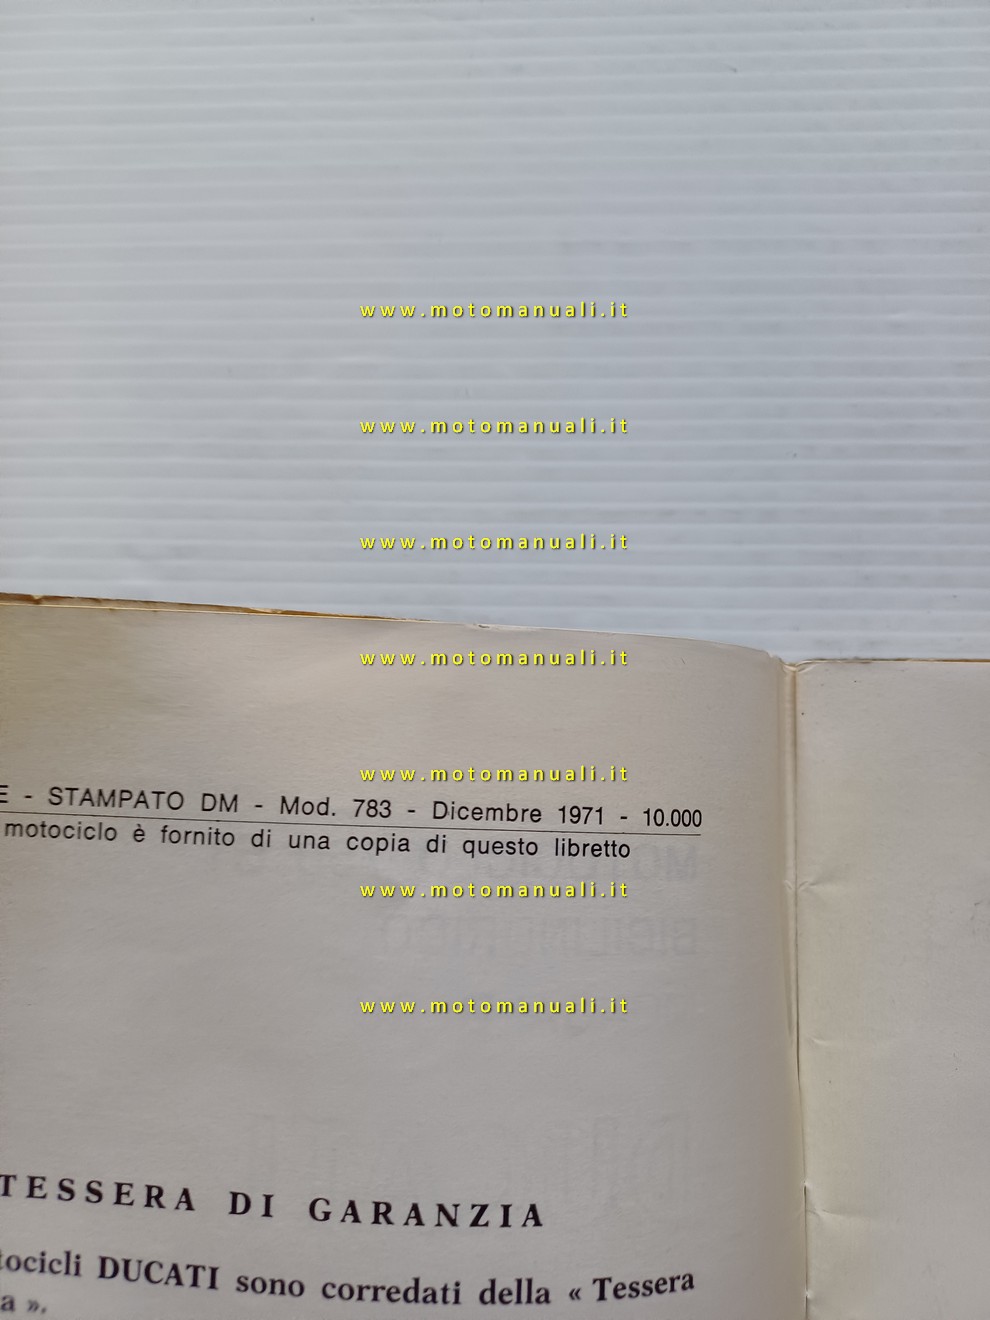 www.motomanuali.it
www.motomanuali.it
www.motomanuali.it
www.motomanuali.it
www.motomanuali.it
E - STAMPATO DM - Mod. 783 - Dicembre 1971 - 10.000
motociclo è fornito di una copia di questo libretto
www.motomanuali.it
www.motomanuali.it
TESSERA DI GARANZIA
tocicli DUCATI sono corredati della « Tessera
a ».